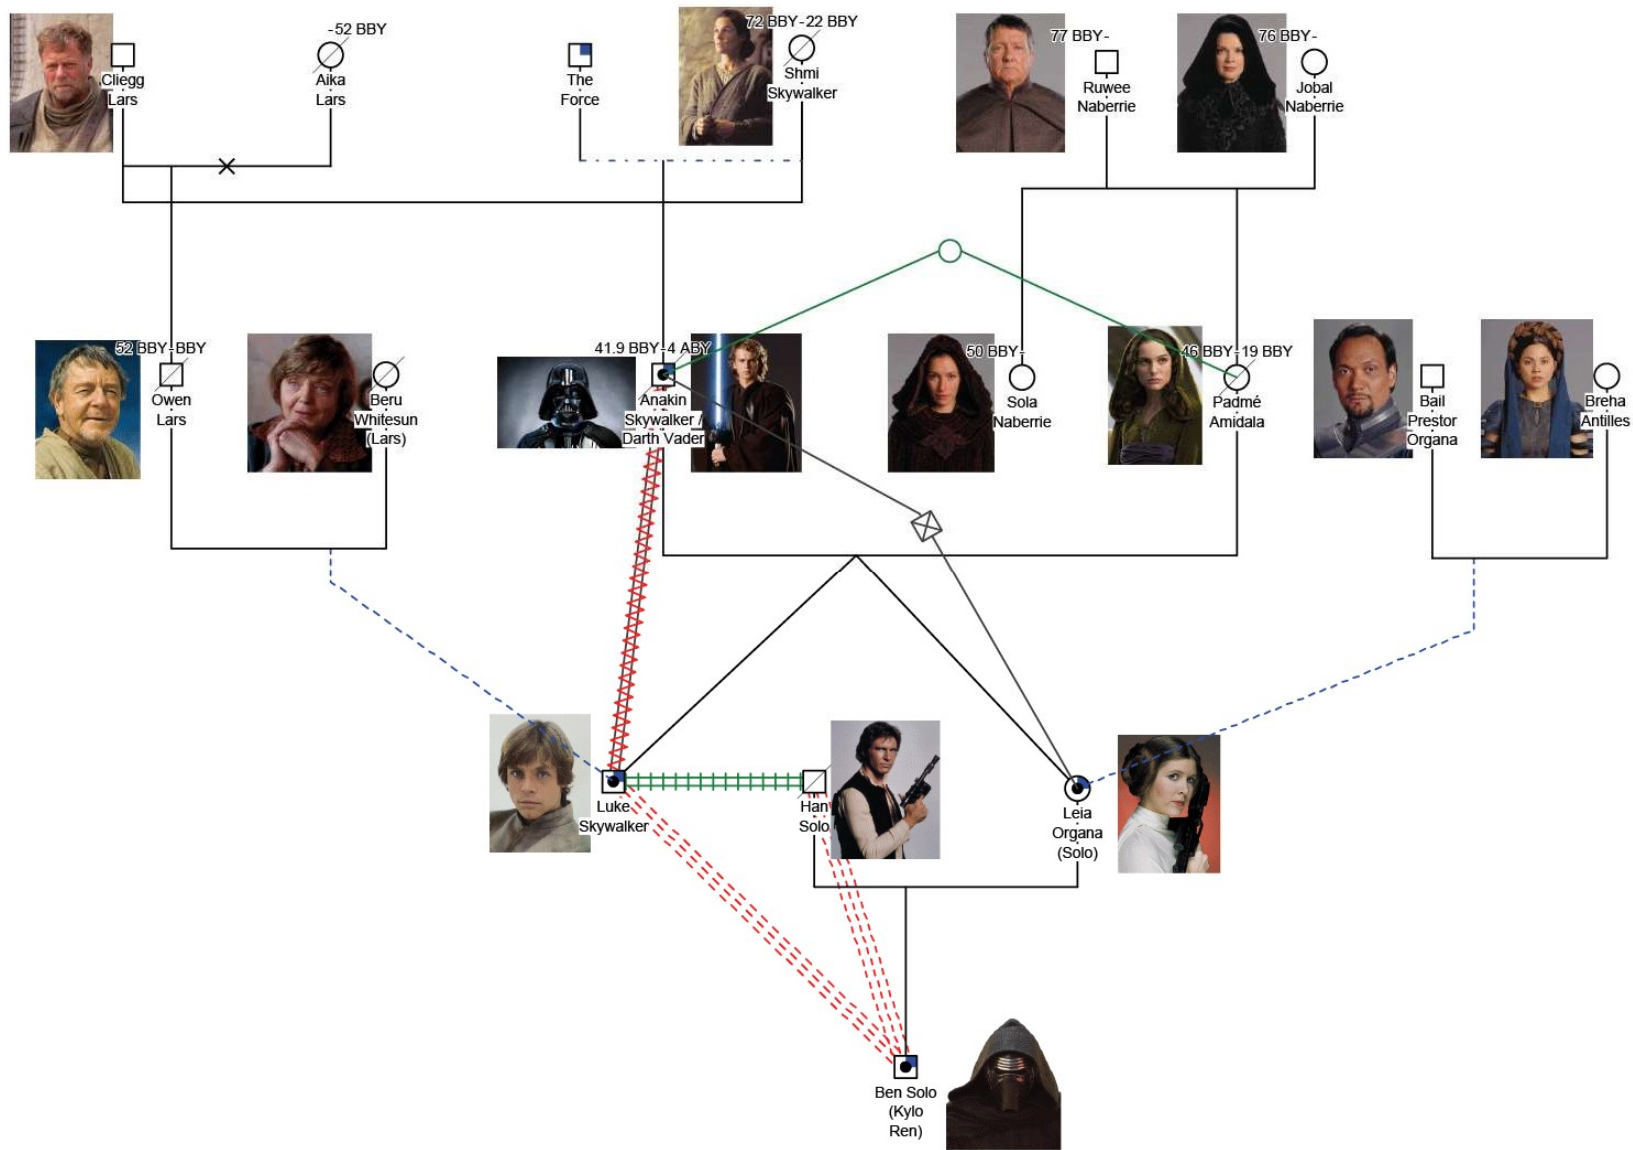 -52 BBY
72 BBY-22 BBY
77 BBY-
76 BBY-
Cliegg
Lars
Aika
Lars
The
Force
Shmi
Skywalker
Ruwee
Naberrie
Jobal
Naberrie
52 BBY-BBY
41.9 BBY-4 ABY
50 BBY-
46 BBY-19 BBY
Owen
Lars
Beru
Whitesun
(Lars)
Anakin
Skywalker /
Darth Vader
Sola
Naberrie
Padmé
Amidala
Bail
Prestor
Organa
Breha
Antilles
Luke
Skywalker
Han
Solo
Leia
Organa
(Solo)
Ben Solo
(Kylo
Ren)